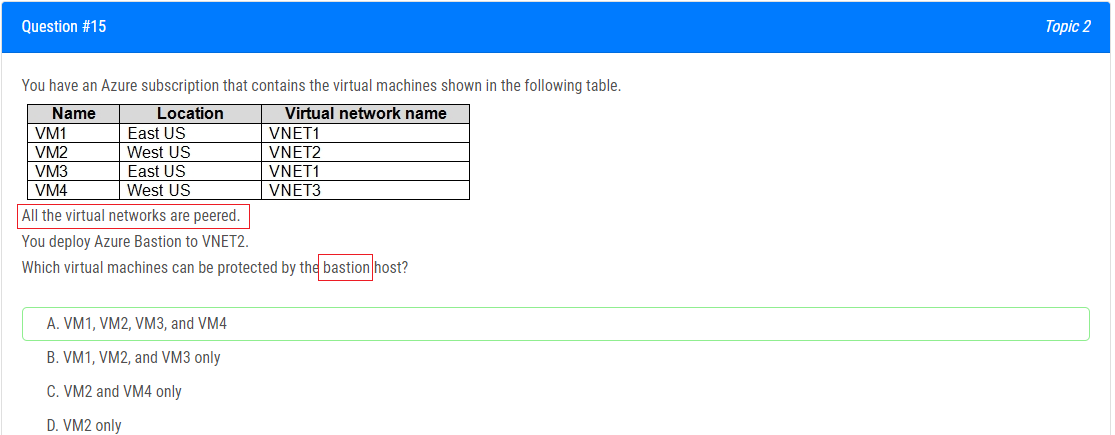 Question #15 Topic 2
You have an Azure subscription that contains the virtual machines shown in the following table.
Name Location Virtual network name
VM1 East US VNET1
VM2 West US VNET2
VM3 East US VNET1
VM4 West US VNET3
All the virtual networks are peered.
You deploy Azure Bastion to VNET2.
Which virtual machines can be protected by the bastion host?
A. VM1, VM2, VM3, and VM4
B. VM1, VM2, and VM3 only
C. VM2 and VM4 only
D. VM2 only